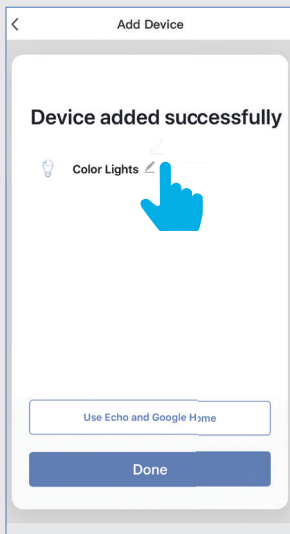 Add Device
Device added successfully
Color Lights
Use Echo and Google Home
Done